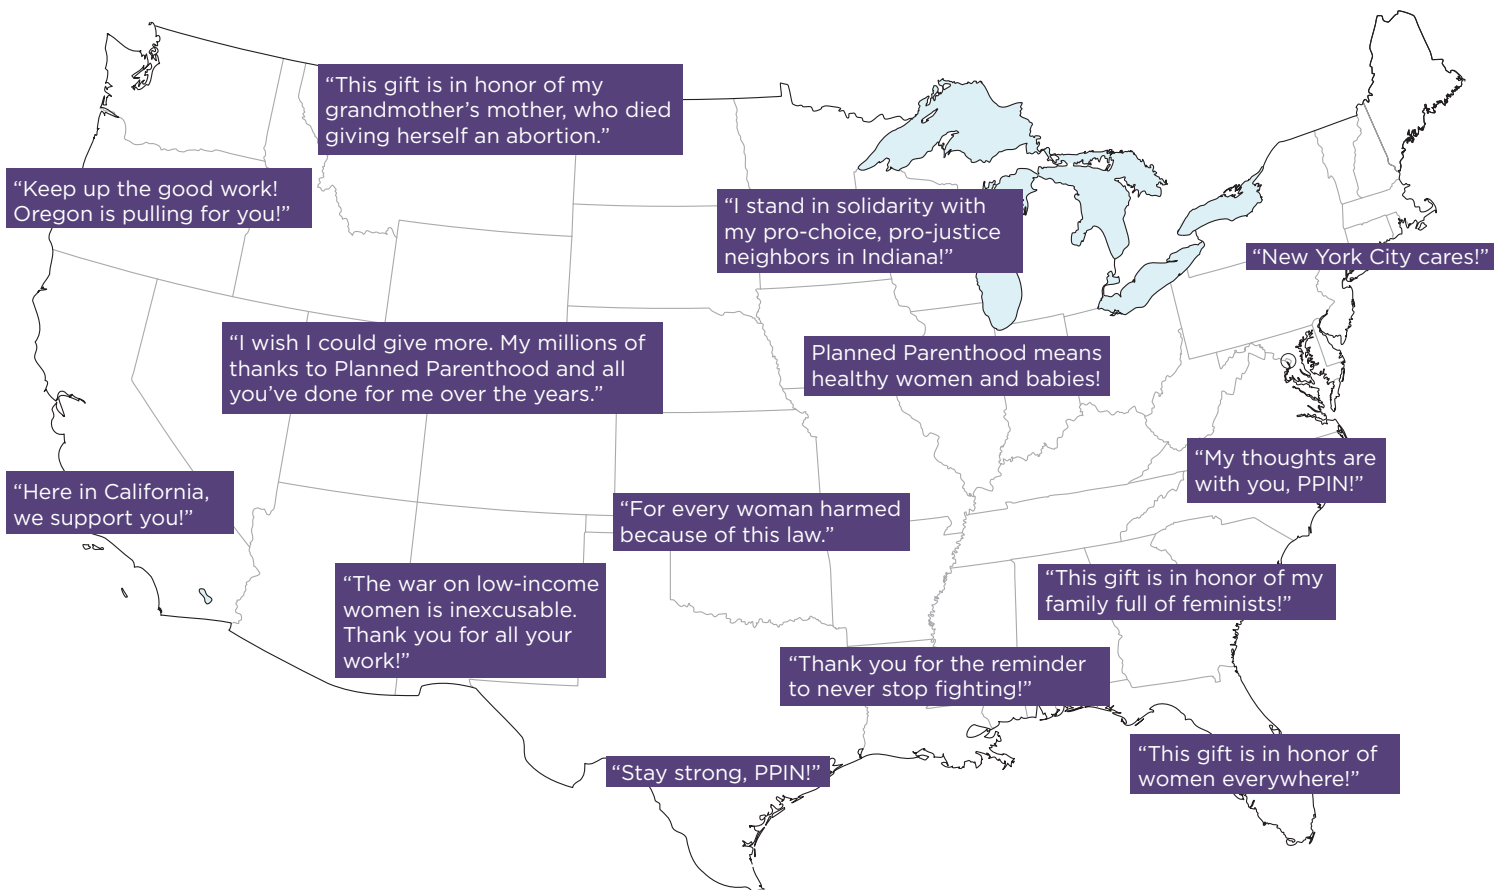 “This gift is in honor of my
grandmother’s mother, who died
giving herself an abortion.”
“Keep up the good work!
Oregon is pulling for you!”
“I stand in solidarity with
my pro-choice, pro-justice
neighbors in Indiana!”
“New York City cares!”
“I wish I could give more. My millions of
thanks to Planned Parenthood and all
you’ve done for me over the years.”
Planned Parenthood means
healthy women and babies!
“My thoughts are
with you, PPIN!”
“Here in California,
we support you!”
“For every woman harmed
because of this law.”
“The war on low-income
women is inexcusable.
Thank you for all your
work!”
“This gift is in honor of my
family full of feminists!”
“Thank you for the reminder
to never stop fighting!”
“This gift is in honor of
women everywhere!”
“Stay strong, PPIN!”